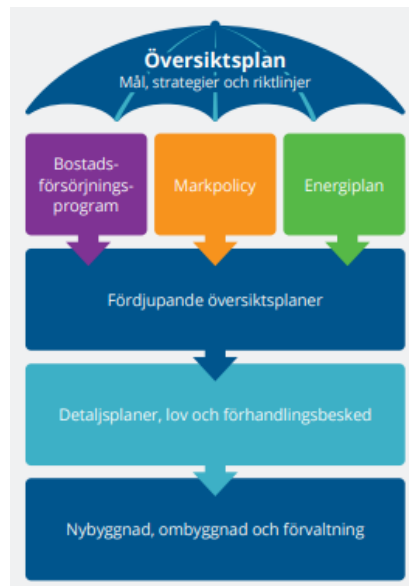 Översiktsplan
Mål, strategier och riktlinjer
Bostads-
försörjnings-
program
Markpolicy
Energiplan
Fördjupande översiktsplaner
Detaljsplaner, lov och förhandlingsbesked
Nybyggnad, ombyggnad och förvaltning